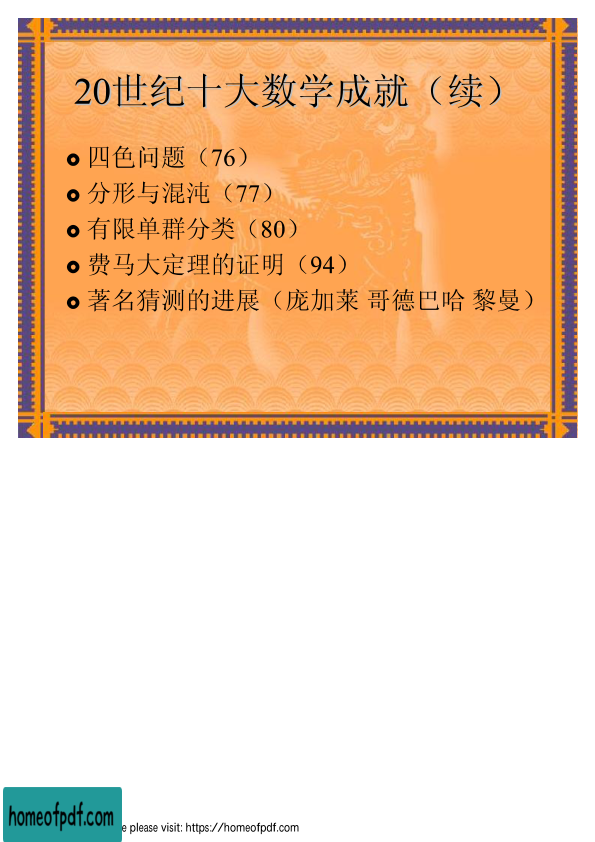 20世纪十大数学成就（续）
四色问题（76）
分形与混沌（77）
有限单群分类（80）
费马大定理的证明（94）
著名猜测的进展（庞加莱 哥德巴哈 黎曼）
homeofpdf.com
e please visit: https://homeofpdf.com